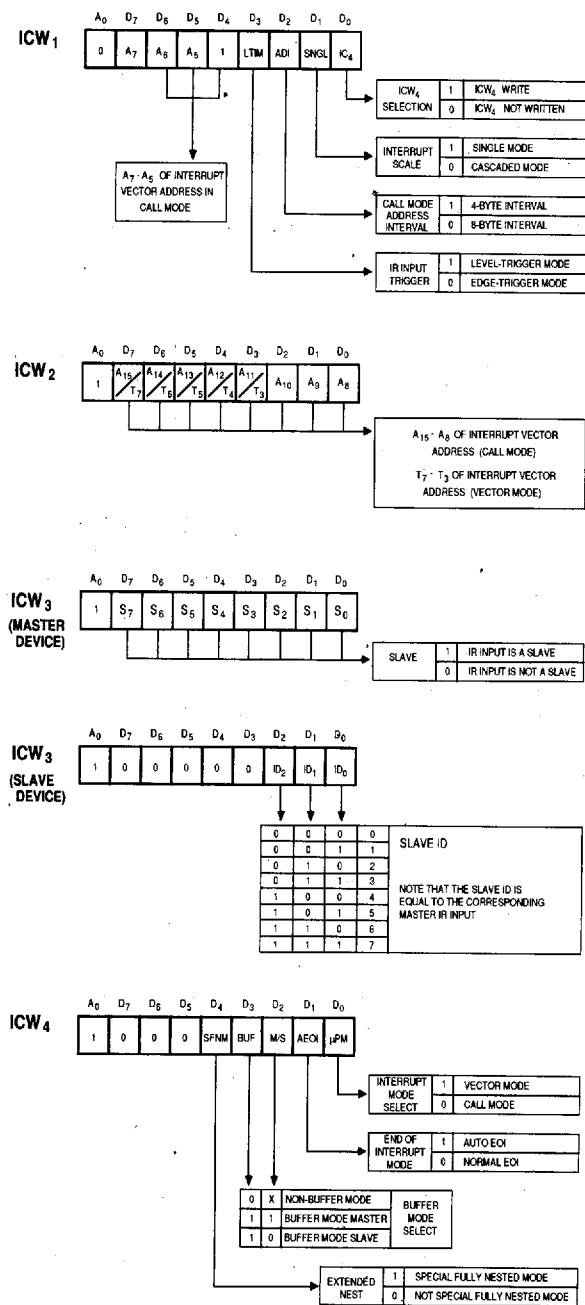 ICW1
A0 D7 D6 D5 D4 D3 D2 D1 D0
0 A7 A6 A5 1 LTIM ADI SNGL IC4
ICW4 SELECTION
1 ICW4 WRITE
0 ICW4 NOT WRITTEN
INTERRUPT SCALE
1 SINGLE MODE
0 CASCADED MODE
A7 - A5 OF INTERRUPT
VECTOR ADDRESS IN
CALL MODE
CALL MODE
ADDRESS
INTERVAL
1 4-BYTE INTERVAL
0 8-BYTE INTERVAL
IR INPUT
TRIGGER
1 LEVEL-TRIGGER MODE
0 EDGE-TRIGGER MODE
ICW2
A0 D7 D6 D5 D4 D3 D2 D1 D0
1 A15/T7 A14/T6 A13/T5 A12/T4 A11/T3 A10 A9 A8
A15 - A8 OF INTERRUPT VECTOR
ADDRESS (CALL MODE)
T7 - T3 OF INTERRUPT VECTOR
ADDRESS (VECTOR MODE)
ICW3
(MASTER
DEVICE)
A0 D7 D6 D5 D4 D3 D2 D1 D0
1 S7 S6 S5 S4 S3 S2 S1 S0
SLAVE
1 IR INPUT IS A SLAVE
0 IR INPUT IS NOT A SLAVE
ICW3
(SLAVE
DEVICE)
A0 D7 D6 D5 D4 D3 D2 D1 D0
1 0 0 0 0 0 ID2 ID1 ID0
0 0 0 0
0 0 1 1
0 1 0 2
0 1 1 3
1 0 0 4
1 0 1 5
1 1 0 6
1 1 1 7
SLAVE ID
NOTE THAT THE SLAVE ID IS
EQUAL TO THE CORRESPONDING
MASTER IR INPUT
ICW4
A0 D7 D6 D5 D4 D3 D2 D1 D0
1 0 0 0 SFNM BUF M/S AEOI µPM
INTERRUPT
MODE
SELECT
1 VECTOR MODE
0 CALL MODE
END OF
INTERRUPT
MODE
1 AUTO EOI
0 NORMAL EOI
0 X NON-BUFFER MODE
1 1 BUFFER MODE MASTER
1 0 BUFFER MODE SLAVE
BUFFER
MODE
SELECT
EXTENDED
NEST
1 SPECIAL FULLY NESTED MODE
0 NOT SPECIAL FULLY NESTED MODE